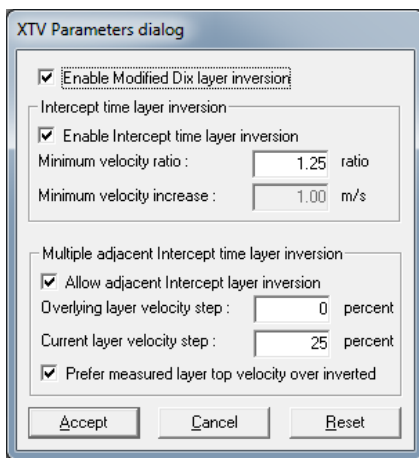 XTV Parameters dialog
Enable Modified Dix layer inversion
Intercept time layer inversion
Enable Intercept time layer inversion
Minimum velocity ratio : 1.25 ratio
Minimum velocity increase : 1.00 m/s
Multiple adjacent Intercept time layer inversion
Allow adjacent Intercept layer inversion
Overlying layer velocity step : 0 percent
Current layer velocity step : 25 percent
Prefer measured layer top velocity over inverted
Accept Cancel Reset